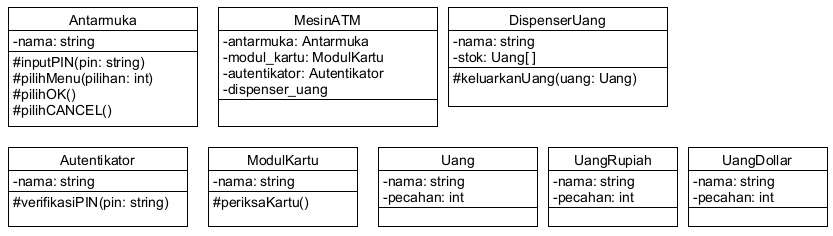 Antarmuka
-nama: string
#inputPIN(pin: string)
#pilihMenu(pilihan: int)
#pilihOK()
#pilihCANCEL()
MesinATM
-antarmuka: Antarmuka
-modul_kartu: ModulKartu
-autentikator: Autentikator
-dispenser_uang
DispenserUang
-nama: string
-stok: Uang[ ]
#keluarkanUang(uang: Uang)
Autentikator
-nama: string
#verifikasiPIN(pin: string)
ModulKartu
-nama: string
#periksaKartu()
Uang
-nama: string
-pecahan: int
UangRupiah
-nama: string
-pecahan: int
UangDollar
-nama: string
-pecahan: int